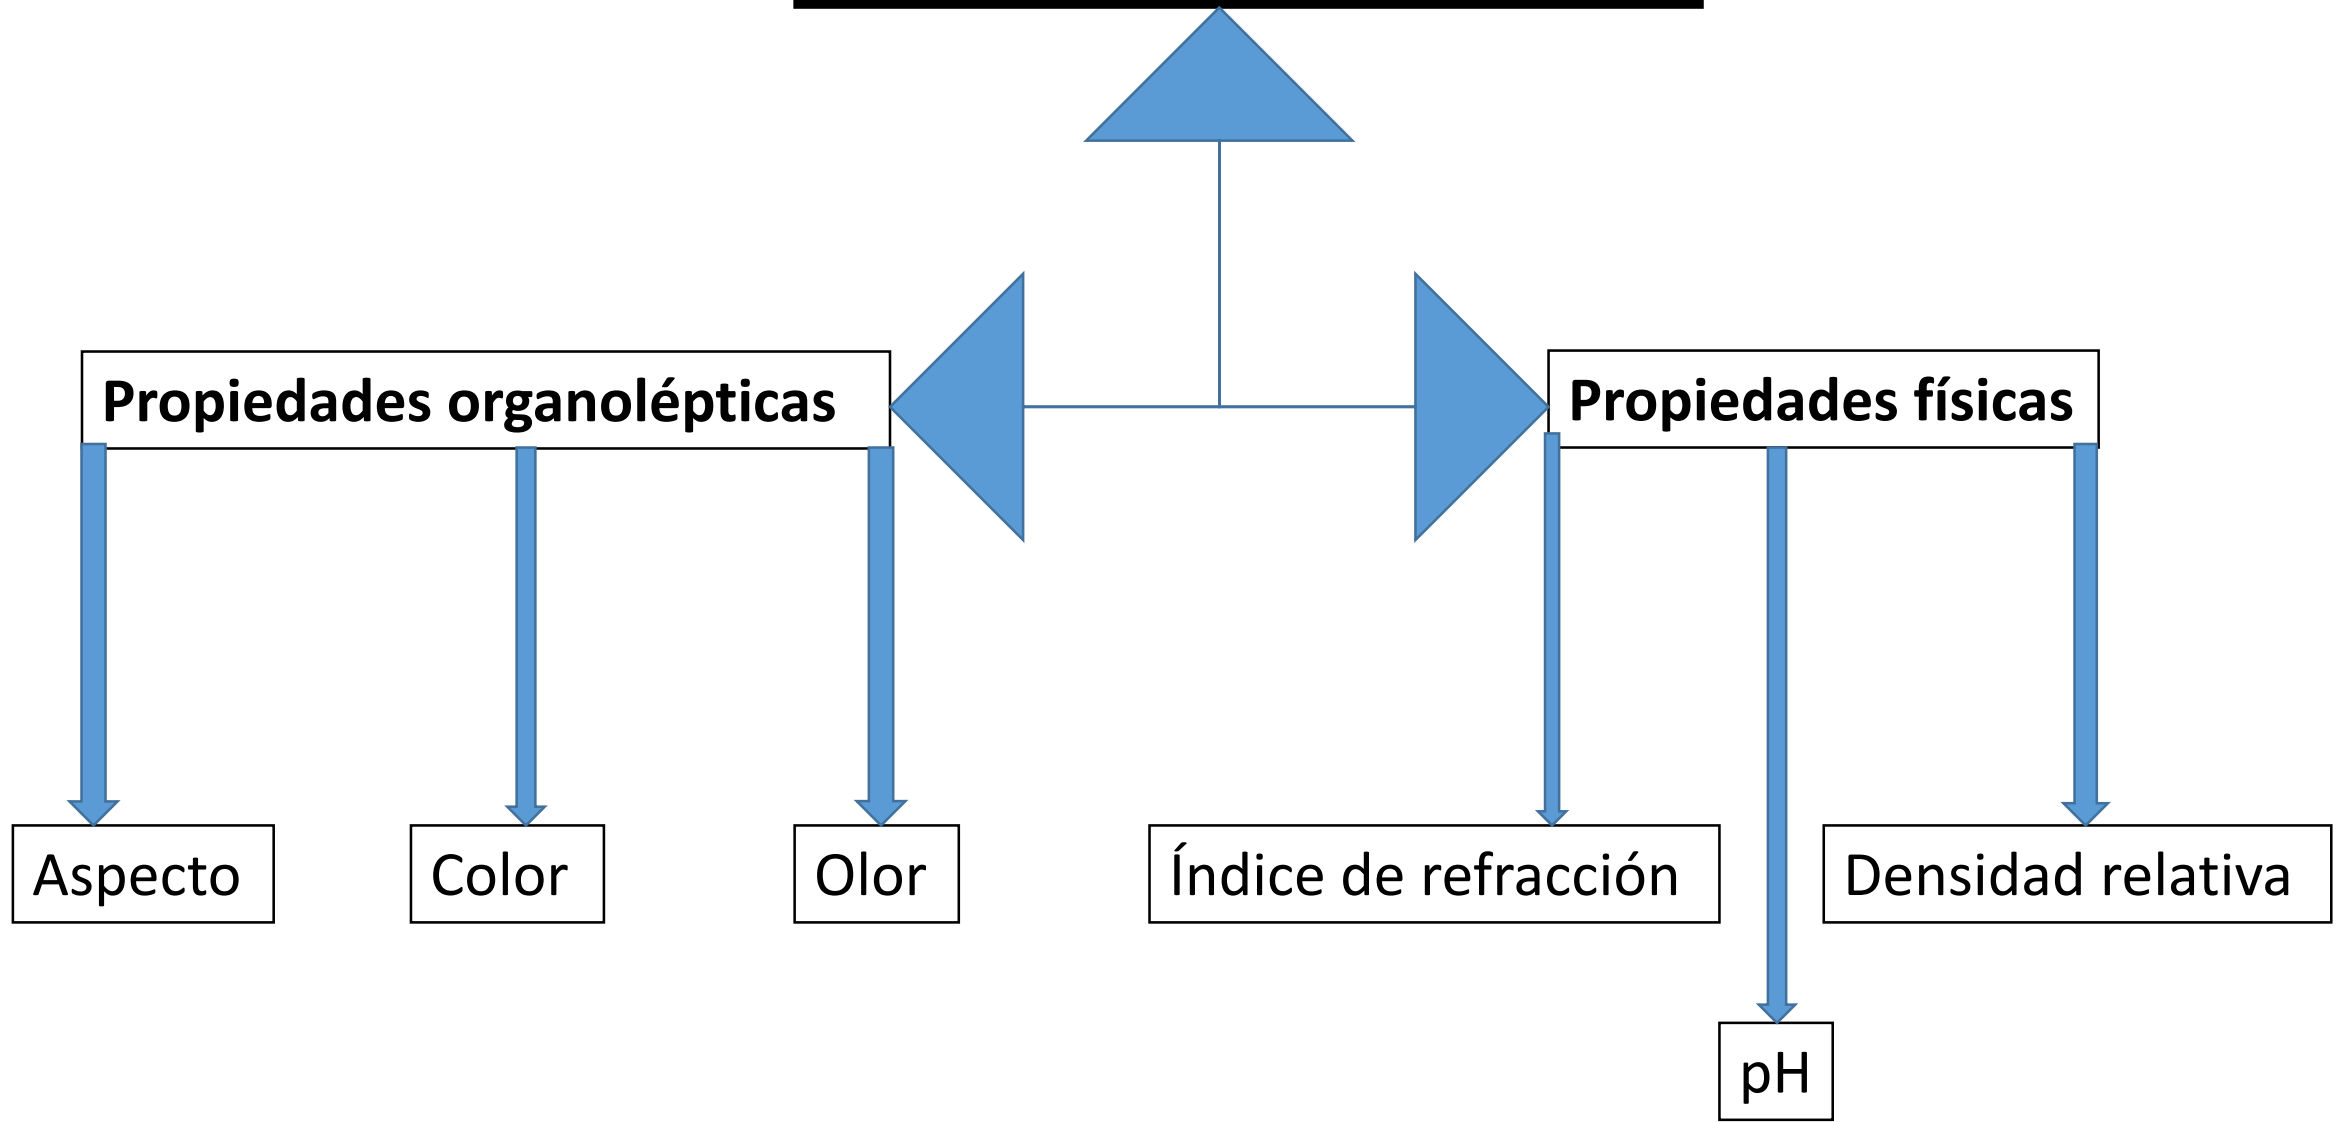 Propiedades organolépticas
Propiedades físicas
Aspecto
Color
Olor
Índice de refracción
Densidad relativa
pH